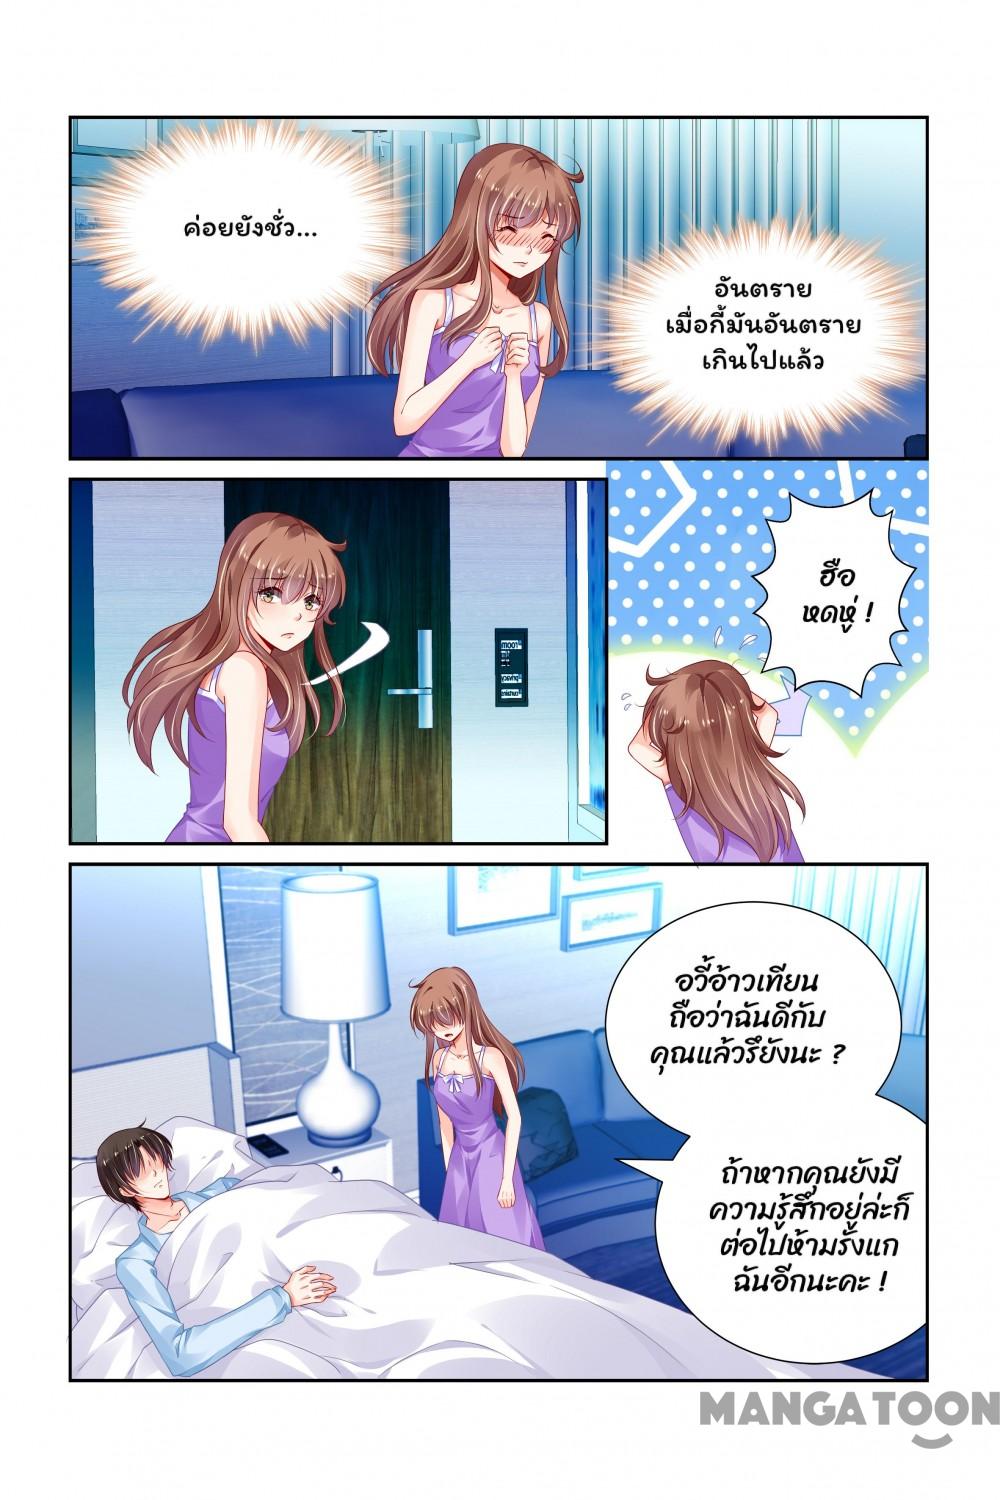 ค่อยยังชั่ว...
อันตราย
เมื่อกี้มันอันตราย
เกินไปแล้ว
ฮือ
หดหู่ !
อวี้อ้าวเทียน
ถือว่าฉันดีกับ
คุณแล้วรึยังนะ ?
ถ้าหากคุณยังมี
ความรู้สึกอยู่ล่ะก็
ต่อไปห้ามรังแก
ฉันอีกนะคะ !
MANGATOON